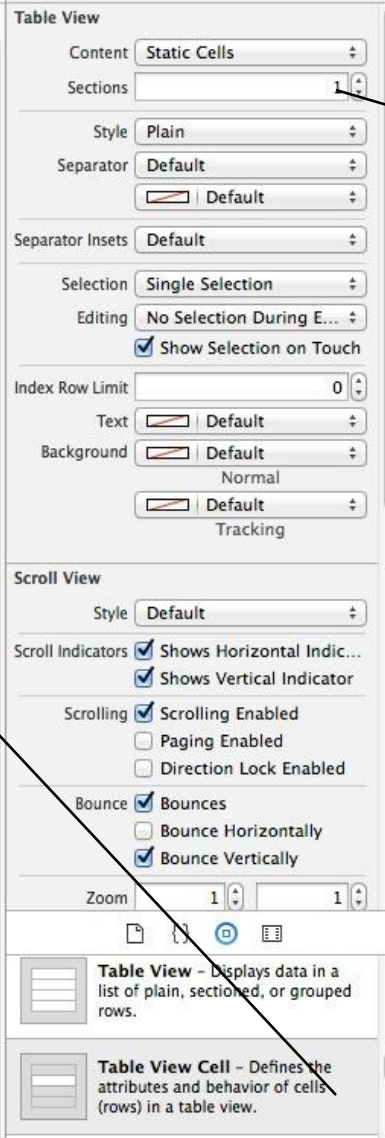 Table View
Content Static Cells
Sections 1
Style Plain
Separator Default
Default
Separator Insets Default
Selection Single Selection
Editing No Selection During E...
Show Selection on Touch
Index Row Limit 0
Text Default
Background Default
Normal
Default
Tracking
Scroll View
Style Default
Scroll Indicators Shows Horizontal Indic...
Shows Vertical Indicator
Scrolling Scrolling Enabled
Paging Enabled
Direction Lock Enabled
Bounce Bounces
Bounce Horizontally
Bounce Vertically
Zoom 1 1
{}
Table View – Displays data in a
list of plain, sectioned, or grouped
rows.
Table View Cell – Defines the
attributes and behavior of cells
(rows) in a table view.